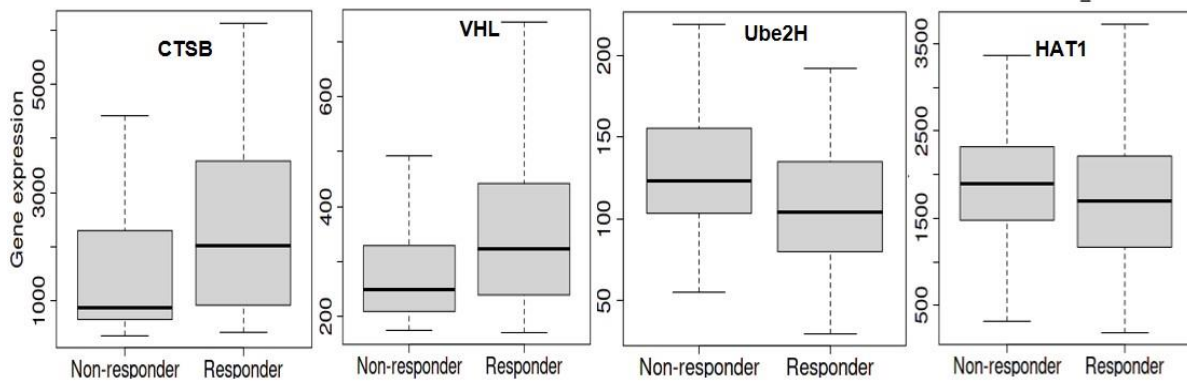 CTSB
VHL
Ube2H
HAT1
Gene expression
1000
3000
5000
200
400
600
50
100
150
200
500
1500
2500
3500
Non-responder
Responder
Non-responder
Responder
Non-responder
Responder
Non-responder
Responder